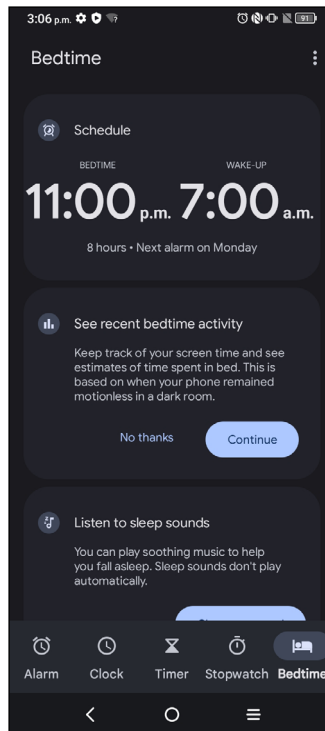 3:06 p.m.
91
Bedtime
Schedule
BEDTIME WAKE-UP
11:00 p.m. 7:00 a.m.
8 hours • Next alarm on Monday
See recent bedtime activity
Keep track of your screen time and see
estimates of time spent in bed. This is
based on when your phone remained
motionless in a dark room.
No thanks Continue
Listen to sleep sounds
You can play soothing music to help
you fall asleep. Sleep sounds don't play
automatically.
Alarm Clock Timer Stopwatch Bedtime